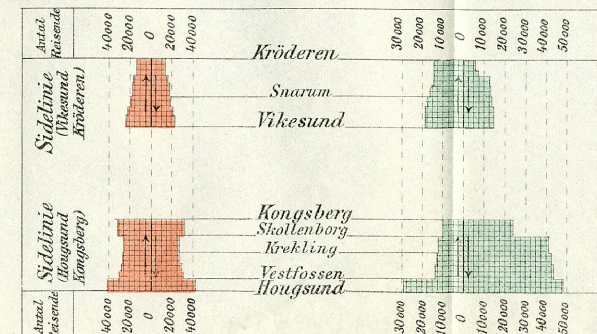 Antal
Reisende
40000
20000
0
20000
40000
30000
20000
10000
0
10000
20000
30000
40000
50000
Kröderen
Sidelinie
(Vikesund
Kröderen)
Snarum
Vikesund
Sidelinie
(Hougsund
Kongsberg)
Kongsberg
Skollenborg
Krekling
Vestfossen
Hougsund
Antal
Reisende
40000
20000
0
20000
40000
30000
20000
10000
0
10000
20000
30000
40000
50000